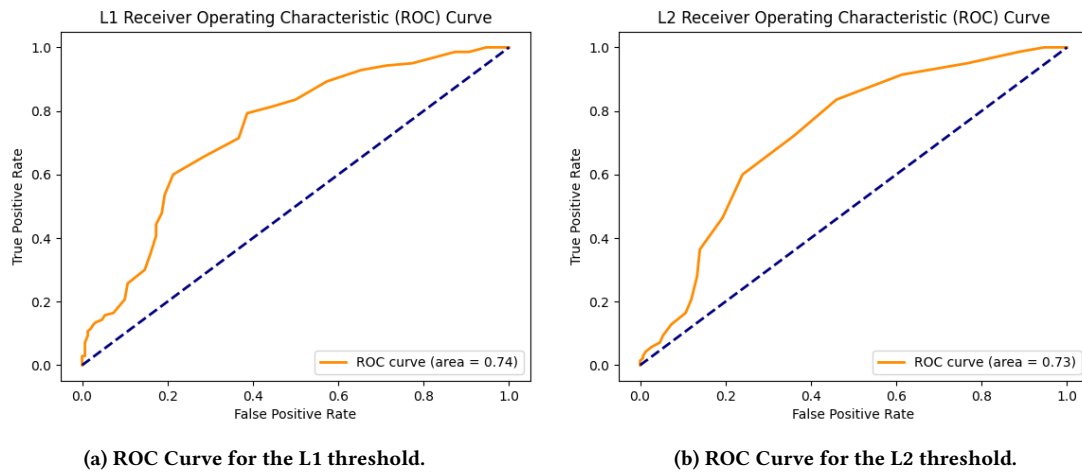 L1 Receiver Operating Characteristic (ROC) Curve
1.0
0.8
0.6
0.4
0.2
0.0
True Positive Rate
0.0 0.2 0.4 0.6 0.8 1.0
False Positive Rate
ROC curve (area = 0.74)
(a) ROC Curve for the L1 threshold.
L2 Receiver Operating Characteristic (ROC) Curve
1.0
0.8
0.6
0.4
0.2
0.0
True Positive Rate
0.0 0.2 0.4 0.6 0.8 1.0
False Positive Rate
ROC curve (area = 0.73)
(b) ROC Curve for the L2 threshold.